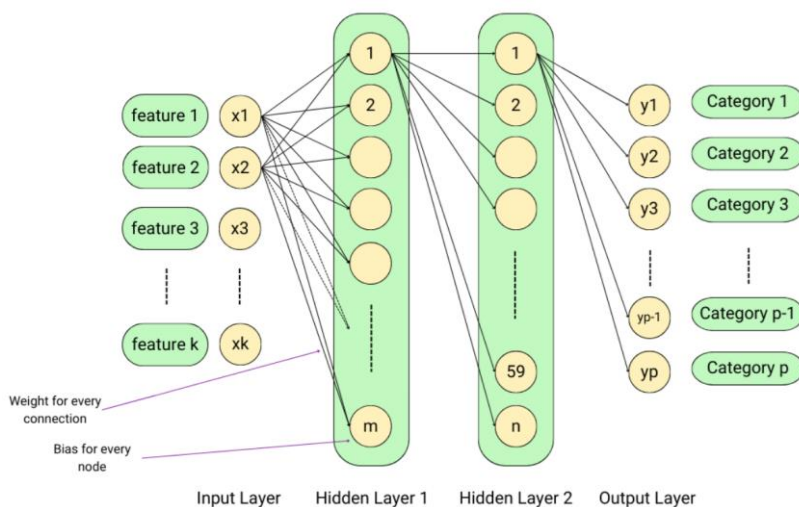 1
1
2
2
feature 1
x1
y1
Category 1
feature 2
x2
y2
Category 2
feature 3
x3
y3
Category 3
feature k
xk
yp-1
Category p-1
59
yp
Category p
Weight for every
connection
m
n
Bias for every
node
Input Layer
Hidden Layer 1
Hidden Layer 2
Output Layer